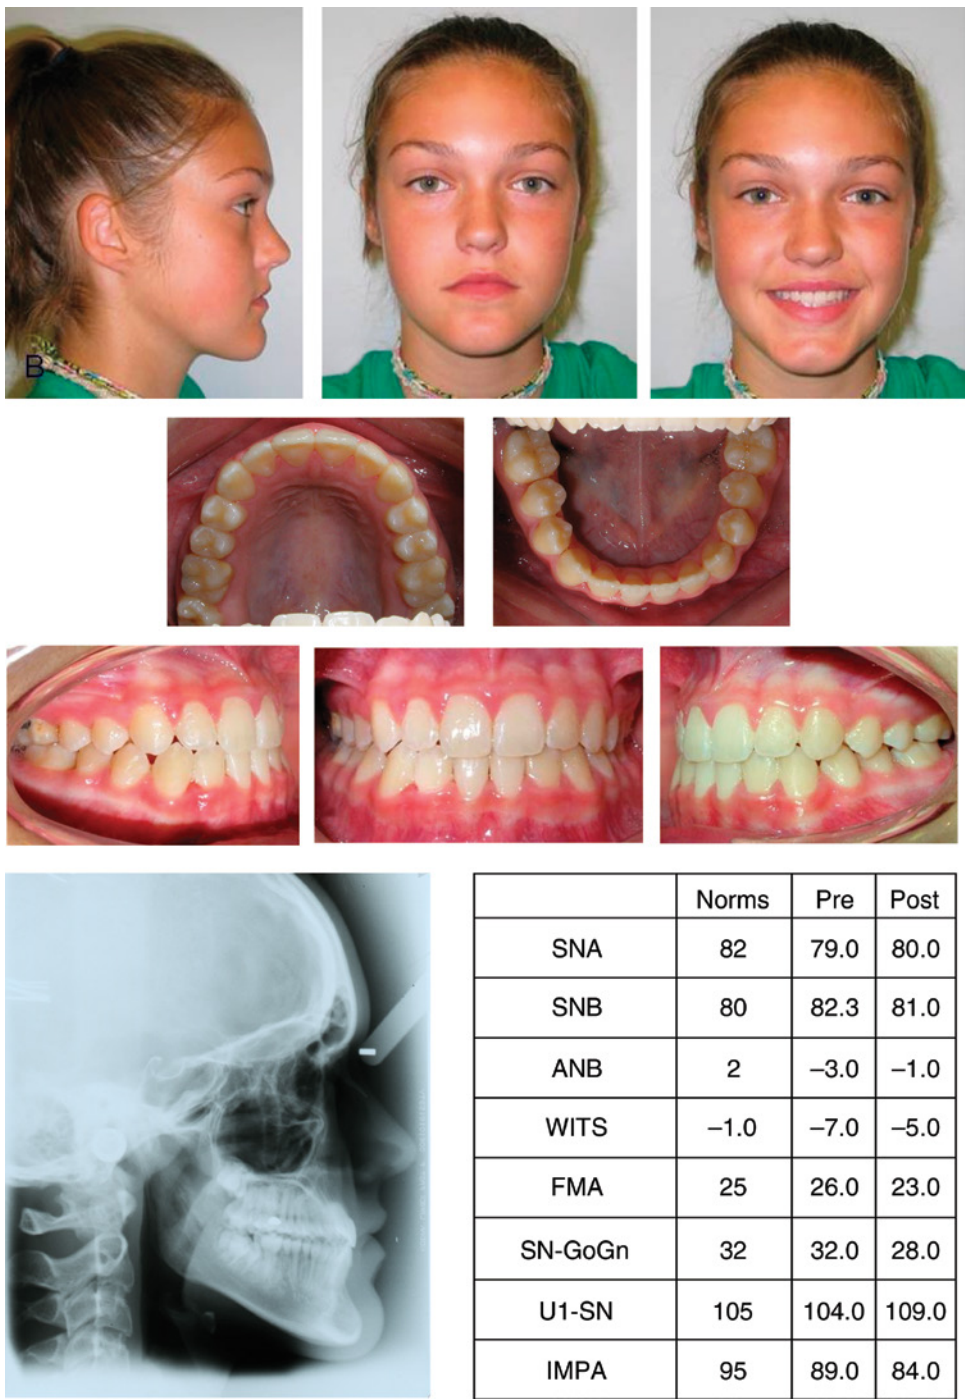 B
Norms Pre Post
SNA 82 79.0 80.0
SNB 80 82.3 81.0
ANB 2 –3.0 –1.0
WITS –1.0 –7.0 –5.0
FMA 25 26.0 23.0
SN-GoGn 32 32.0 28.0
U1-SN 105 104.0 109.0
IMPA 95 89.0 84.0